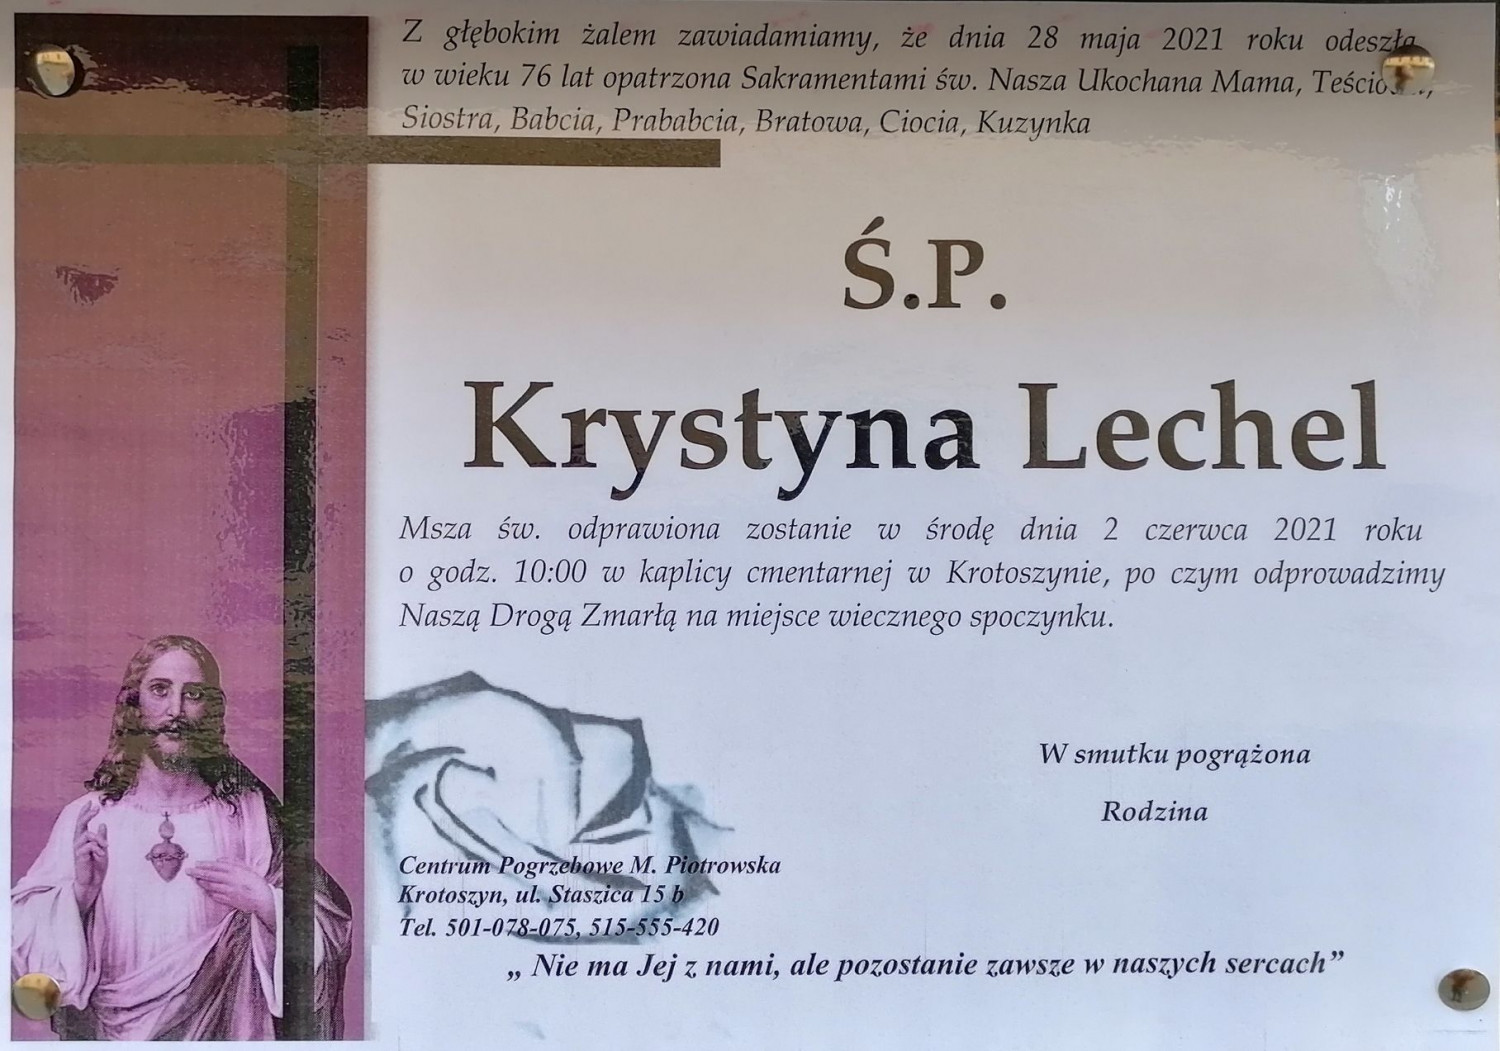 Z głębokim żalem zawiadamiamy, że dnia 28 maja 2021 roku odeszła
w wieku 76 lat opatrzona Sakramentami św. Nasza Ukochana Mama,
Siostra, Babcia, Prababcia, Bratowa, Ciocia, Kuzynka
Ś.P.
Krystyna Lechel
Msza św. odprawiona zostanie w środę dnia 2 czerwca 2021 roku
o godz. 10:00 w kaplicy cmentarnej w Krotoszynie, po czym odprowadzimy
Naszą Drogą Zmarłą na miejsce wiecznego spoczynku.
W smutku pogrążona
Rodzina
Centrum Pogrzebowe M. Piotrowska
Krotoszyn, ul. Staszica 15 b
Tel. 501-078-075, 515-555-420
„ Nie ma Jej z nami, ale pozostanie zawsze w naszych sercach”